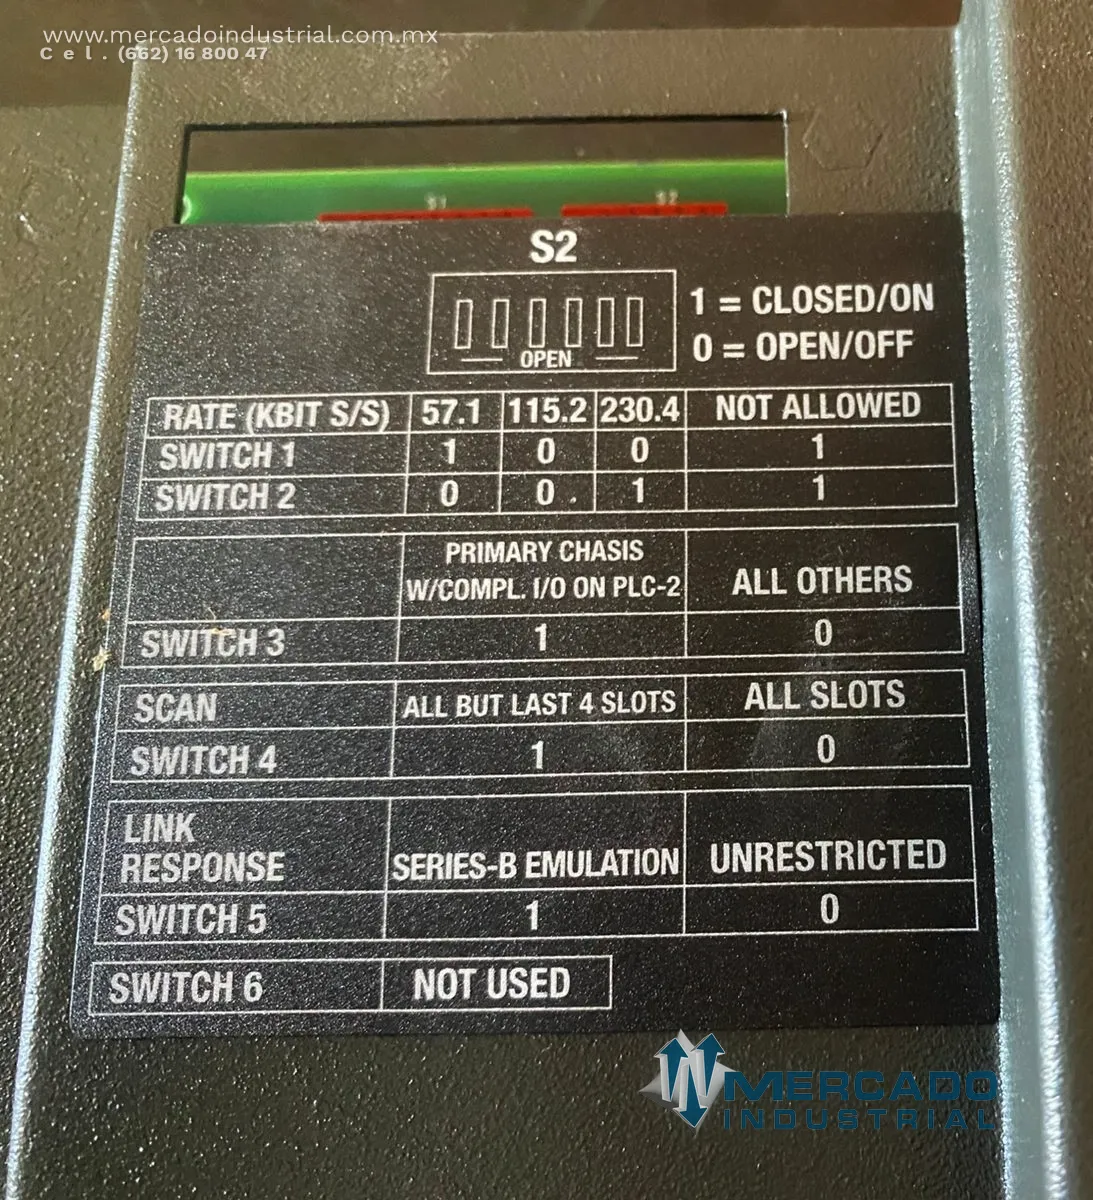 www.mercadoindustrial.com.mx
Cel. (662) 16 800 47
S1 S2
S2
OPEN
1 = CLOSED/ON
0 = OPEN/OFF
RATE (KBIT S/S) 57.1 115.2 230.4 NOT ALLOWED
SWITCH 1 1 0 0 1
SWITCH 2 0 0 1 1
PRIMARY CHASIS
W/COMPL. I/O ON PLC-2 ALL OTHERS
SWITCH 3 1 0
SCAN ALL BUT LAST 4 SLOTS ALL SLOTS
SWITCH 4 1 0
LINK
RESPONSE SERIES-B EMULATION UNRESTRICTED
SWITCH 5 1 0
SWITCH 6 NOT USED
MERCADO
INDUSTRIAL